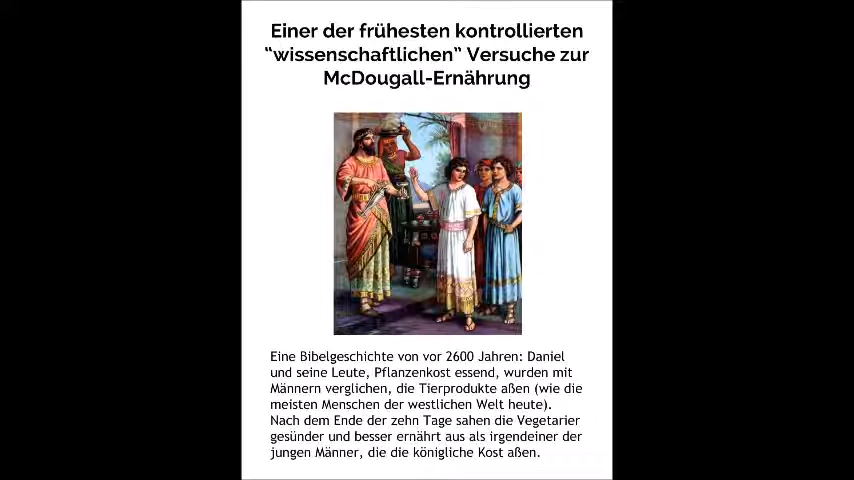 Einer der frühesten kontrollierten
“wissenschaftlichen” Versuche zur
McDougall-Ernährung
Eine Bibelgeschichte von vor 2600 Jahren: Daniel
und seine Leute, Pflanzenkost essend, wurden mit
Männern verglichen, die Tierprodukte aßen (wie die
meisten Menschen der westlichen Welt heute).
Nach dem Ende der zehn Tage sahen die Vegetarier
gesünder und besser ernährt aus als irgendeiner der
jungen Männer, die die königliche Kost aßen.